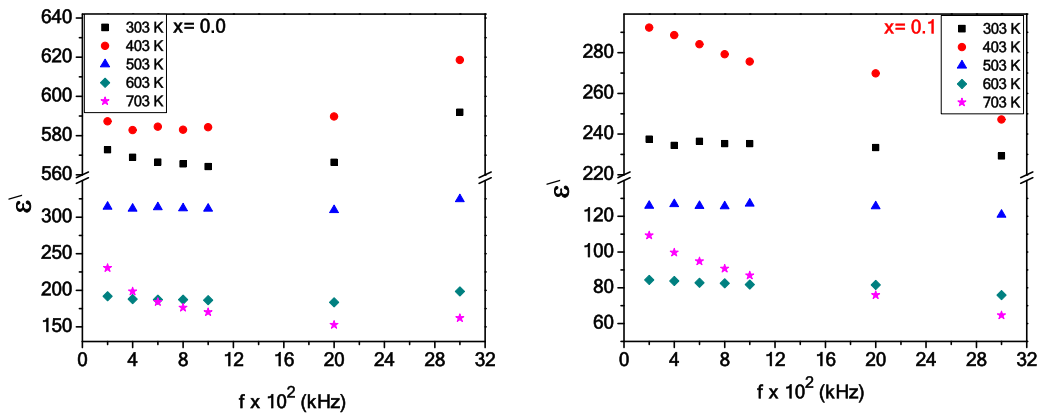 640
620
600
580
560
300
250
200
150
0 4 8 12 16 20 24 28 32
ε\
f x 10² (kHz)
303 K
403 K
503 K
603 K
703 K
x= 0.0
280
260
240
220
120
100
80
60
0 4 8 12 16 20 24 28 32
ε\
f x 10² (kHz)
x= 0.1
303 K
403 K
503 K
603 K
703 K